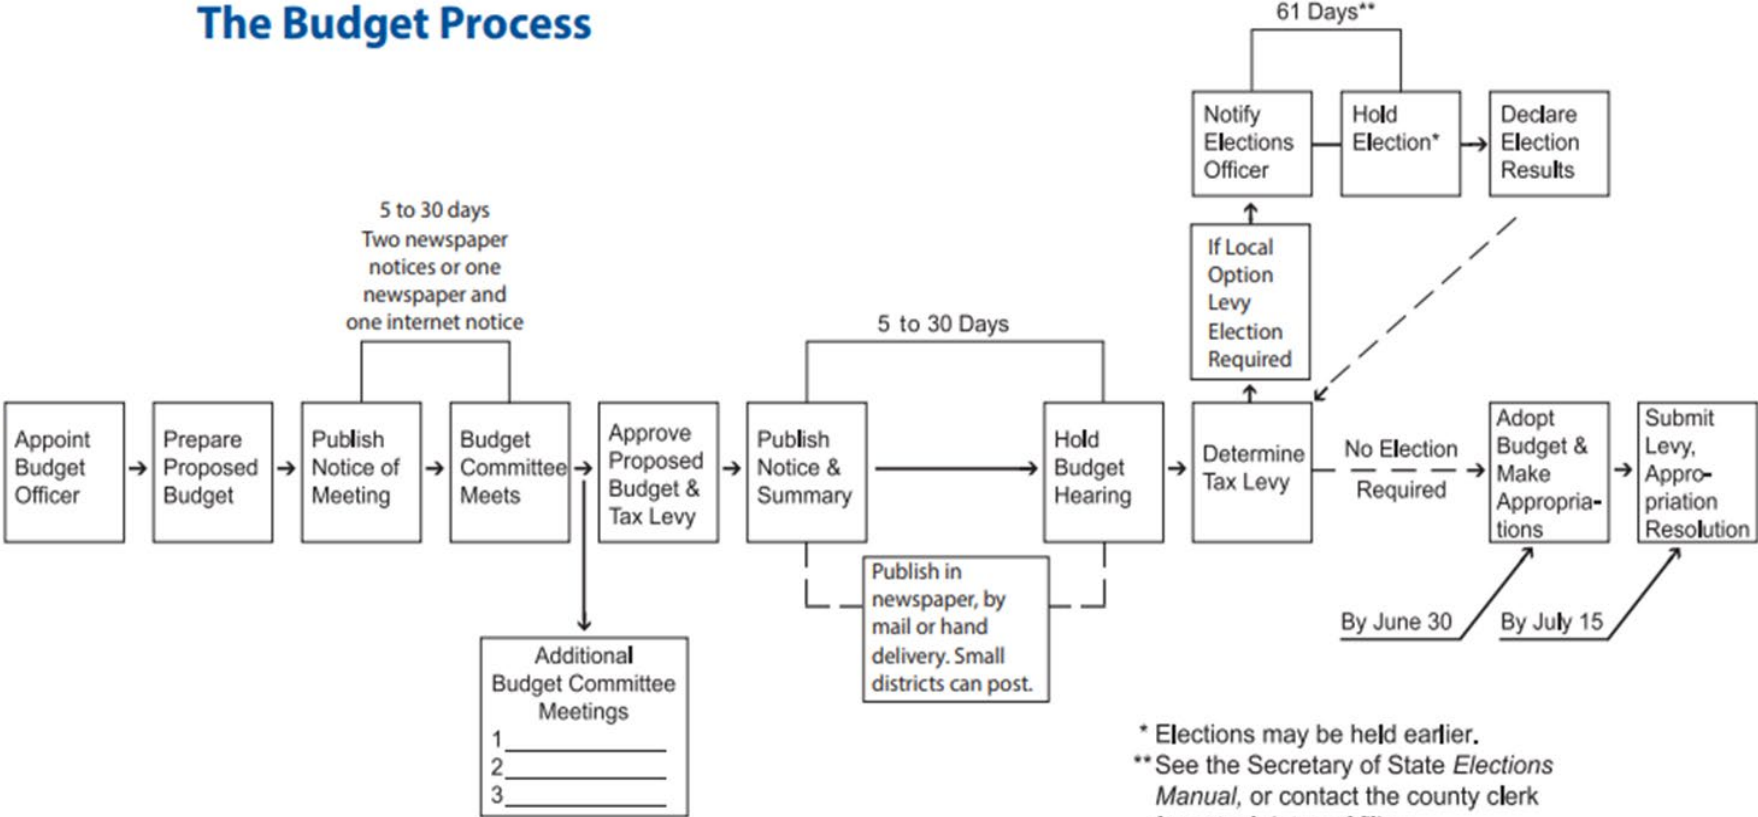 The Budget Process
61 Days**
Notify
Elections
Officer
Hold
Election*
Declare
Election
Results
5 to 30 days
Two newspaper
notices or one
newspaper and
one internet notice
If Local
Option
Levy
Election
Required
5 to 30 Days
Appoint
Budget
Officer
Prepare
Proposed
Budget
Publish
Notice of
Meeting
Budget
Committee
Meets
Approve
Proposed
Budget &
Tax Levy
Publish
Notice &
Summary
Hold
Budget
Hearing
Determine
Tax Levy
No Election
Required
Adopt
Budget &
Make
Appropria-
tions
Submit
Levy,
Appro-
priation
Resolution
Publish in
newspaper, by
mail or hand
delivery. Small
districts can post.
By June 30
By July 15
Additional
Budget Committee
Meetings
1
2
3
* Elections may be held earlier.
** See the Secretary of State Elections
Manual, or contact the county clerk